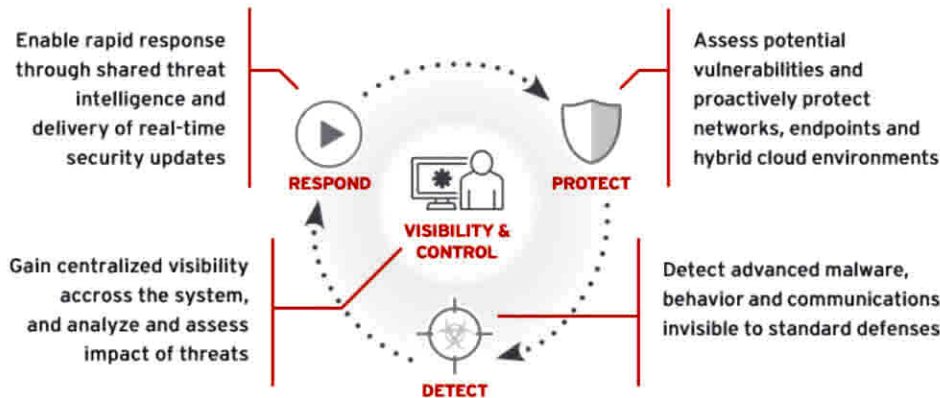 Enable rapid response
through shared threat
intelligence and
delivery of real-time
security updates
RESPOND
Assess potential
vulnerabilities and
proactively protect
networks, endpoints and
hybrid cloud environments
PROTECT
VISIBILITY &
CONTROL
Gain centralized visibility
accross the system,
and analyze and assess
impact of threats
Detect advanced malware,
behavior and communications
invisible to standard defenses
DETECT